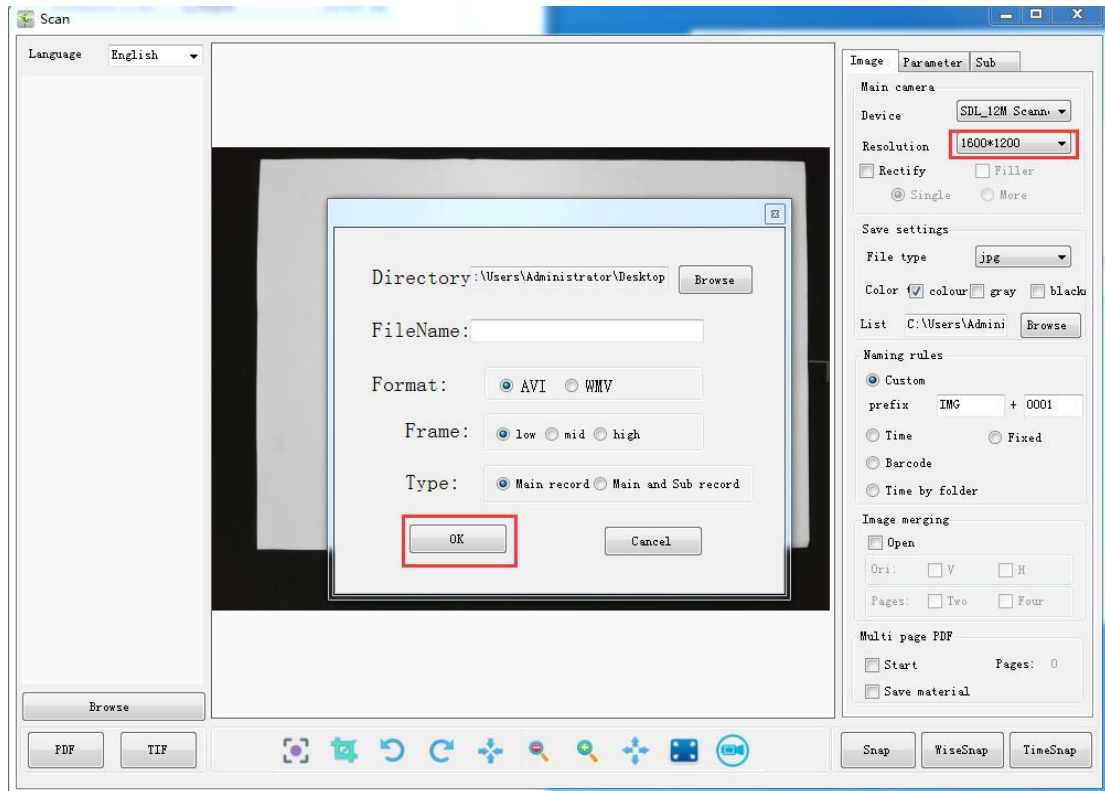 Scan
Language English
Image Parameter Sub
Main camera
Device SDL_12M Scann
Resolution 1600*1200
Rectify Filler
Single More
Save settings
File type jpg
Color colour gray black
List C:\Users\Admini Browse
Naming rules
Custom
prefix IMG + 0001
Time Fixed
Barcode
Time by folder
Image merging
Open
Ori: V H
Pages: Two Four
Multi page PDF
Start Pages: 0
Save material
Directory :\Users\Administrator\Desktop Browse
FileName:
Format: AVI WMV
Frame: low mid high
Type: Main record Main and Sub record
OK Cancel
Browse
PDF TIF
Snap WiseSnap TimeSnap